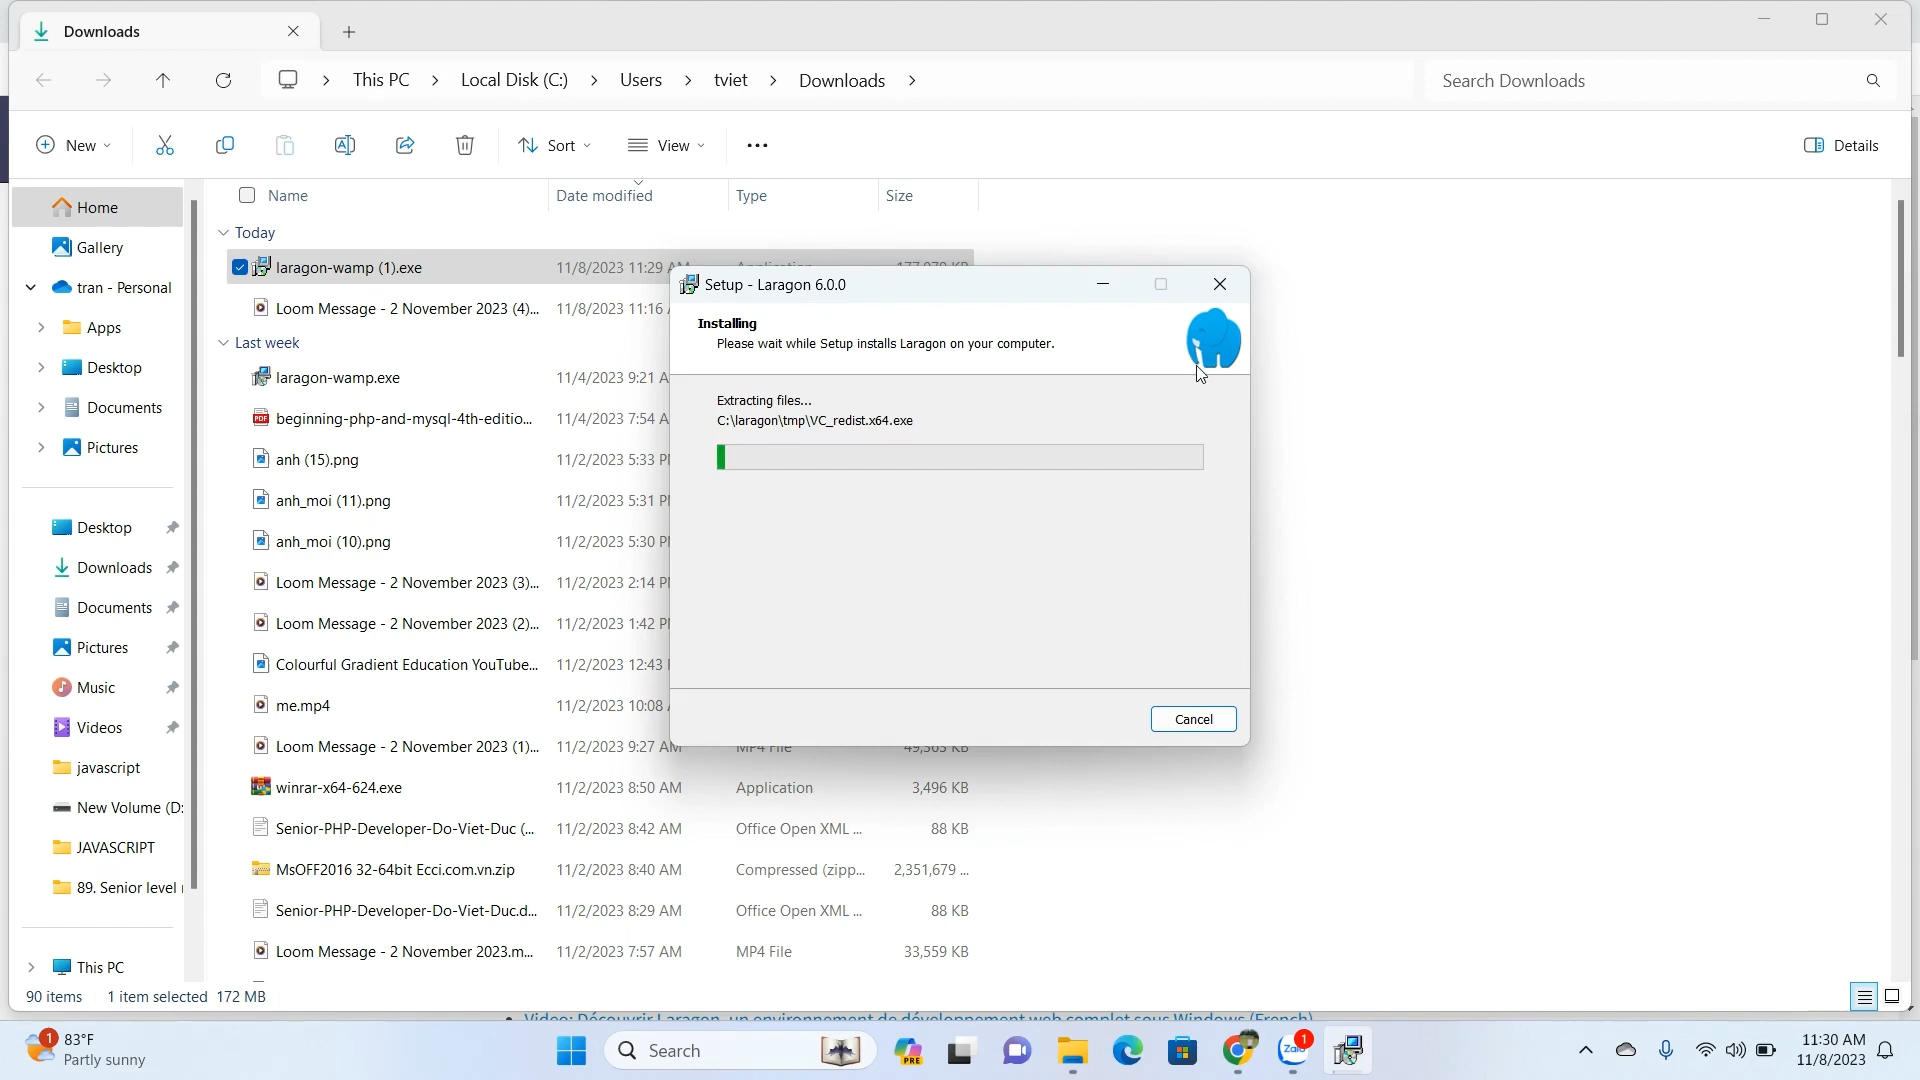 Downloads
This PC
Local Disk (C:)
Users
tviet
Downloads
Search Downloads
New
Sort
View
Details
Home
Gallery
tran - Personal
Apps
Desktop
Documents
Pictures
Desktop
Downloads
Documents
Pictures
Music
Videos
javascript
New Volume (D:
JAVASCRIPT
89. Senior level
This PC
Name Date modified Type Size
Today
laragon-wamp (1).exe 11/8/2023 11:29 AM Application 177,079 KB
Loom Message - 2 November 2023 (4)... 11/8/2023 11:16
Last week
laragon-wamp.exe 11/4/2023 9:21 A
beginning-php-and-mysql-4th-editio... 11/4/2023 7:54
anh (15).png 11/2/2023 5:33 P
anh_moi (11).png 11/2/2023 5:31 P
anh_moi (10).png 11/2/2023 5:30 P
Loom Message - 2 November 2023 (3)... 11/2/2023 2:14 P
Loom Message - 2 November 2023 (2)... 11/2/2023 1:42 P
Colourful Gradient Education YouTube... 11/2/2023 12:43
me.mp4 11/2/2023 10:08
Loom Message - 2 November 2023 (1)... 11/2/2023 9:27 AM MP4 File 49,363 KB
winrar-x64-624.exe 11/2/2023 8:50 AM Application 3,496 KB
Senior-PHP-Developer-Do-Viet-Duc (... 11/2/2023 8:42 AM Office Open XML ... 88 KB
MsOFF2016 32-64bit Ecci.com.vn.zip 11/2/2023 8:40 AM Compressed (zipp... 2,351,679 ...
Senior-PHP-Developer-Do-Viet-Duc.d... 11/2/2023 8:29 AM Office Open XML ... 88 KB
Loom Message - 2 November 2023.m... 11/2/2023 7:57 AM MP4 File 33,559 KB
Setup - Laragon 6.0.0
Installing
Please wait while Setup installs Laragon on your computer.
Extracting files...
C:\laragon\tmp\VC_redist.x64.exe
Cancel
90 items 1 item selected 172 MB
Video: Découvrir Laragon, un environnement de développement web complet sous Windows (French)
1
83°F
Partly sunny
Search
PRE
Zalo
1
11:30 AM
11/8/2023